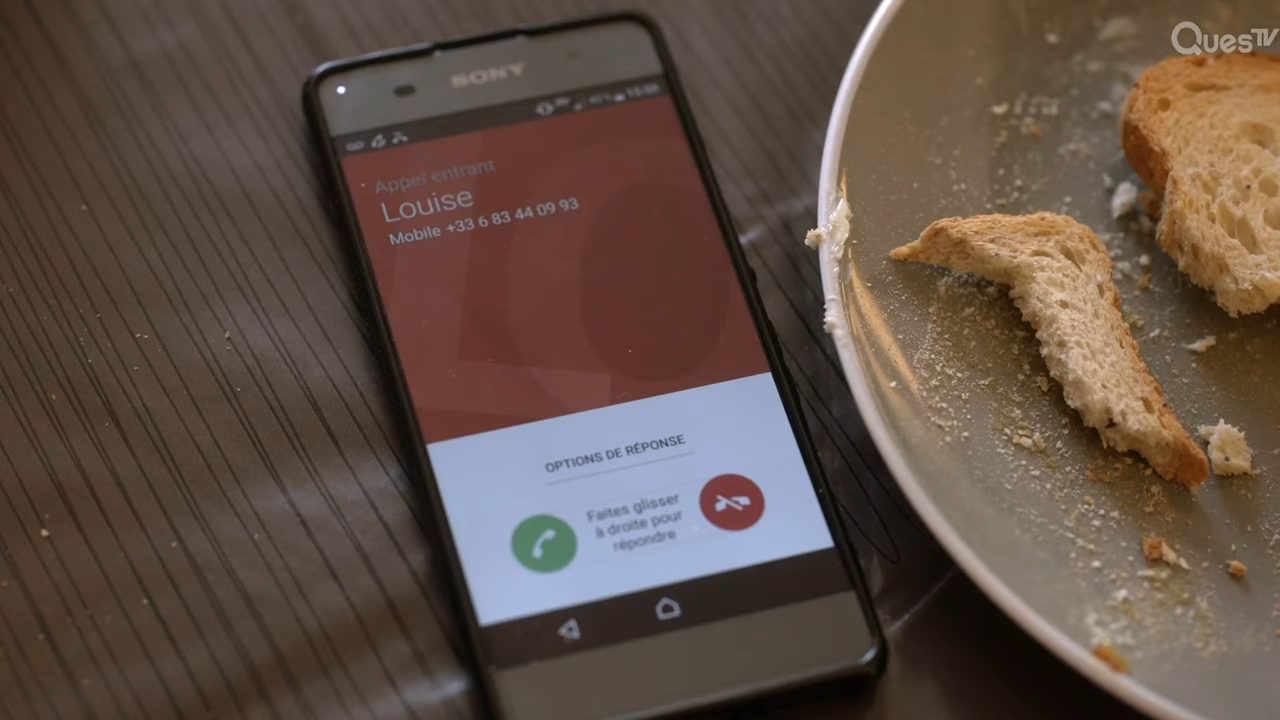 QuesTV
SONY
Appel entrant
Louise
Mobile +33 6 83 44 09 93
OPTIONS DE RÉPONSE
Faites glisser
à droite pour
répondre